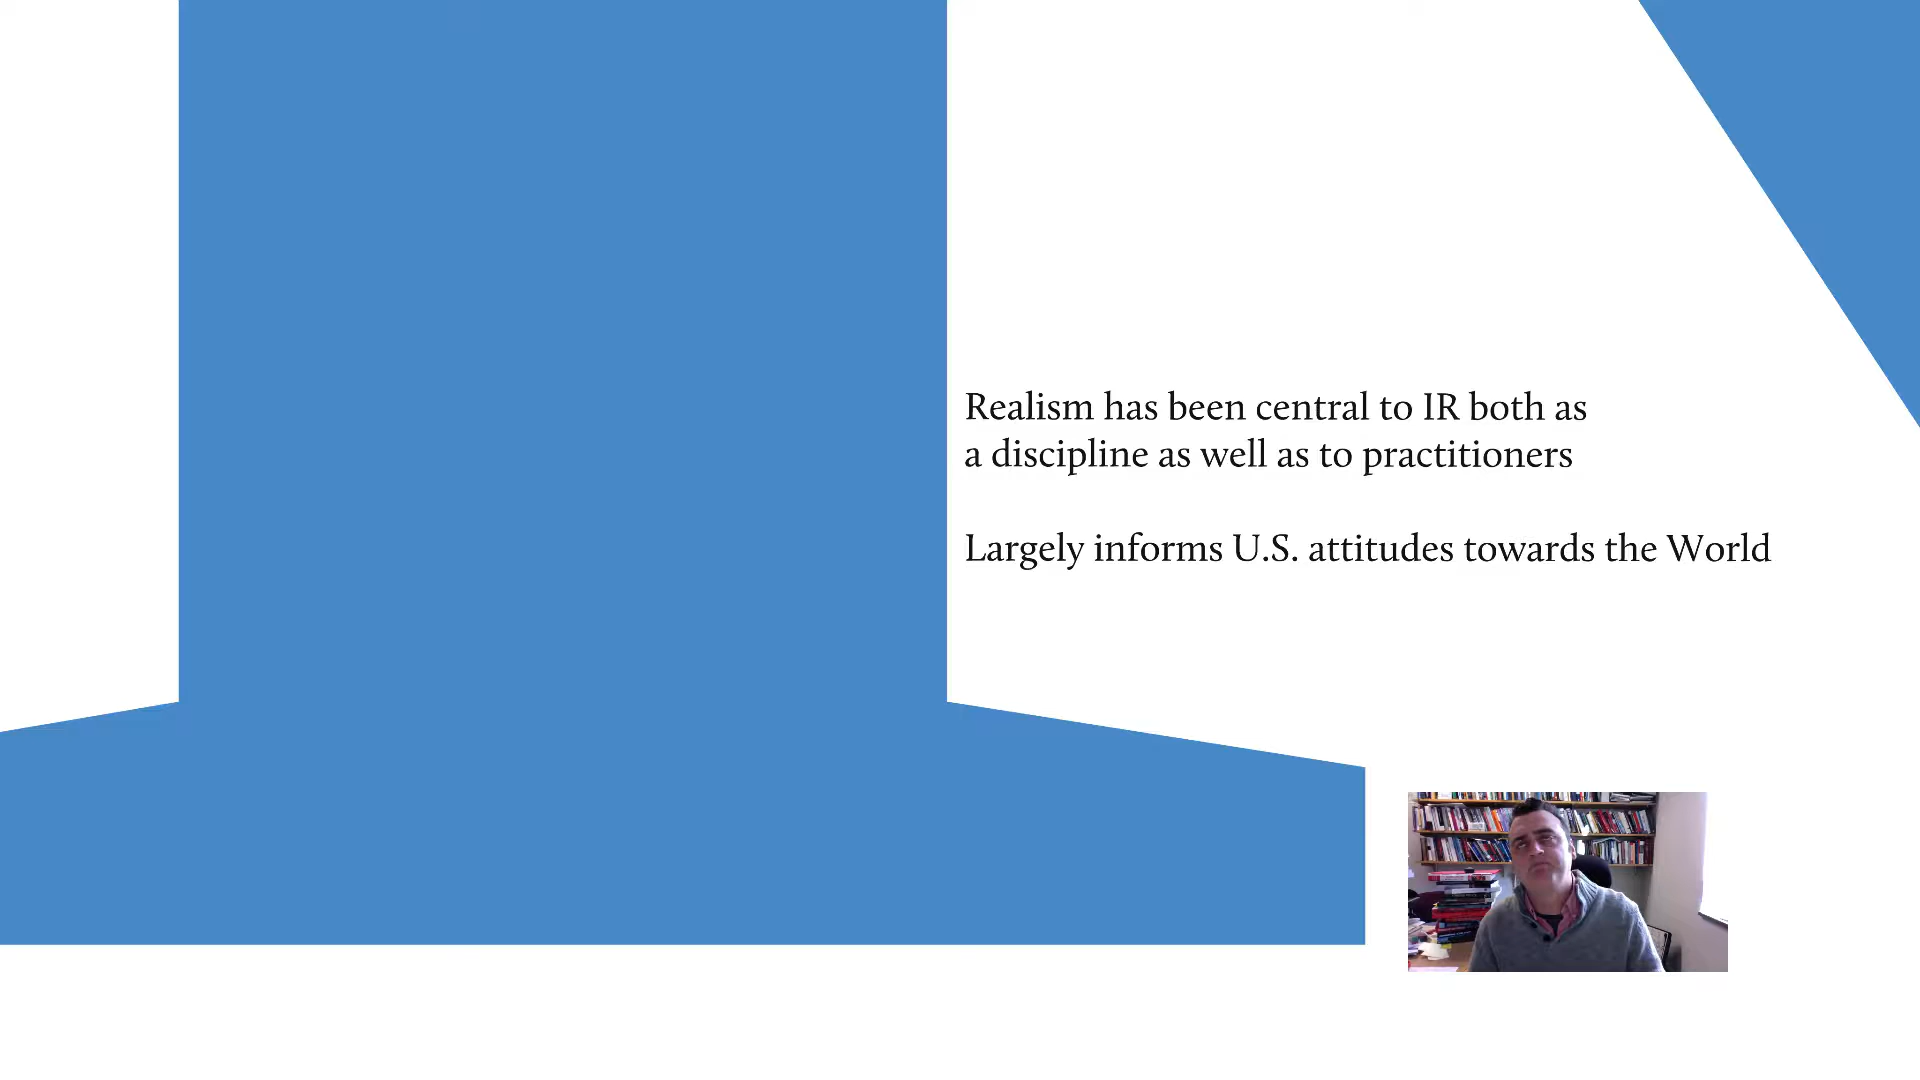 Realism has been central to IR both as
a discipline as well as to practitioners
Largely informs U.S. attitudes towards the World